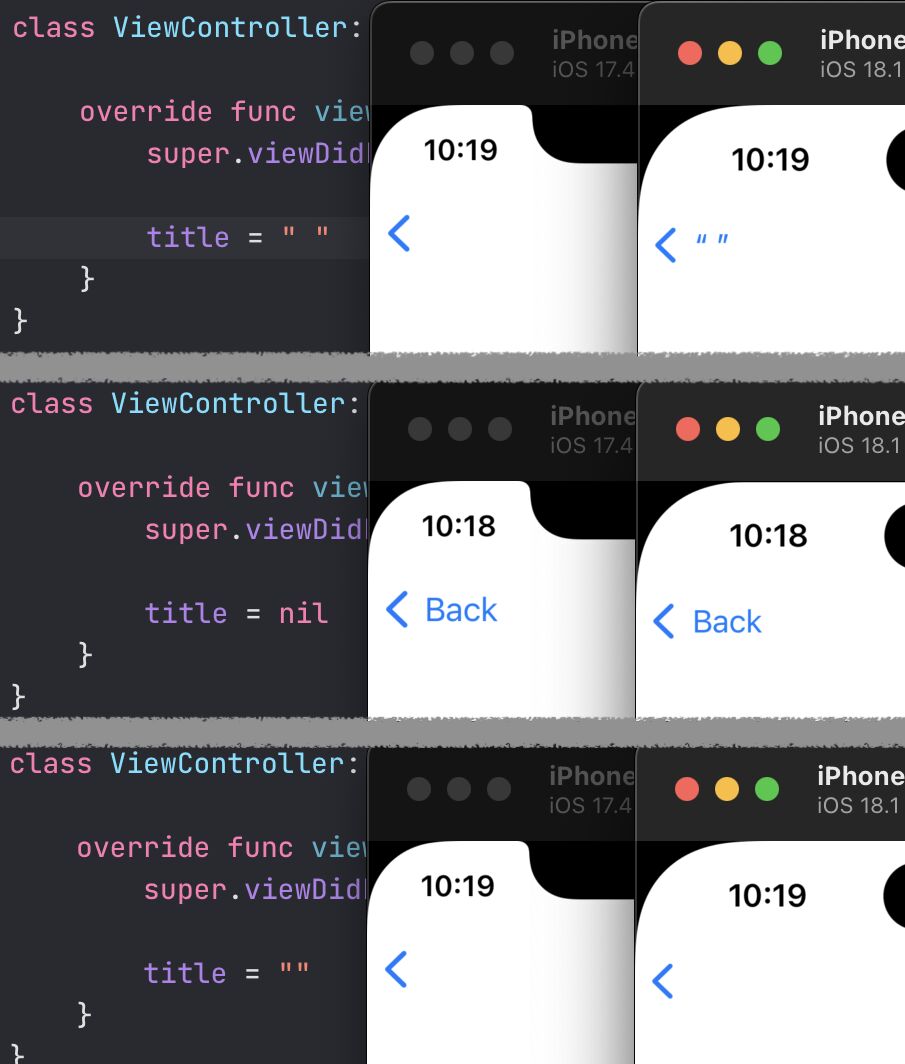 class ViewController:
override func view
super.viewDid
title = " "
}
}
iPhone
iOS 17.4
10:19
iPhone
iOS 18.1
10:19
“ ”
class ViewController:
override func view
super.viewDid
title = nil
}
}
iPhone
iOS 17.4
10:18
Back
iPhone
iOS 18.1
10:18
Back
class ViewController:
override func view
super.viewDid
title = ""
}
}
iPhone
iOS 17.4
10:19
iPhone
iOS 18.1
10:19